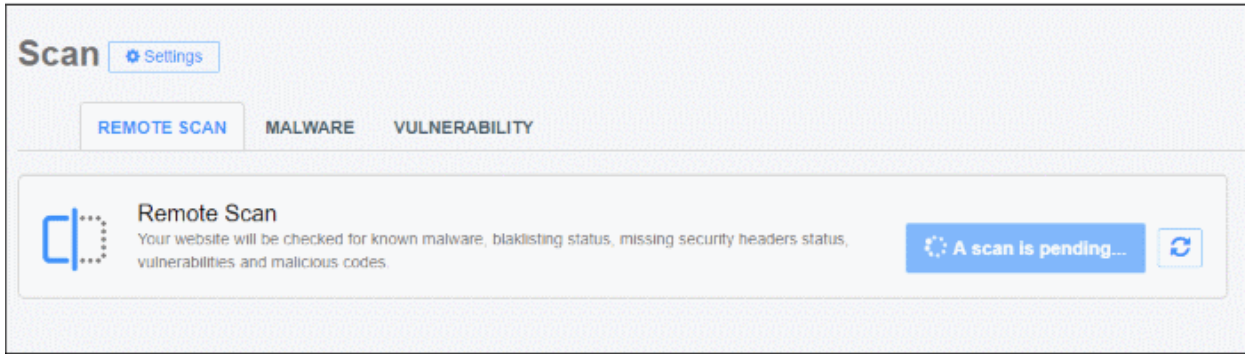 Scan Settings
REMOTE SCAN MALWARE VULNERABILITY
Remote Scan
Your website will be checked for known malware, blaklisting status, missing security headers status,
vulnerabilities and malicious codes.
A scan is pending...